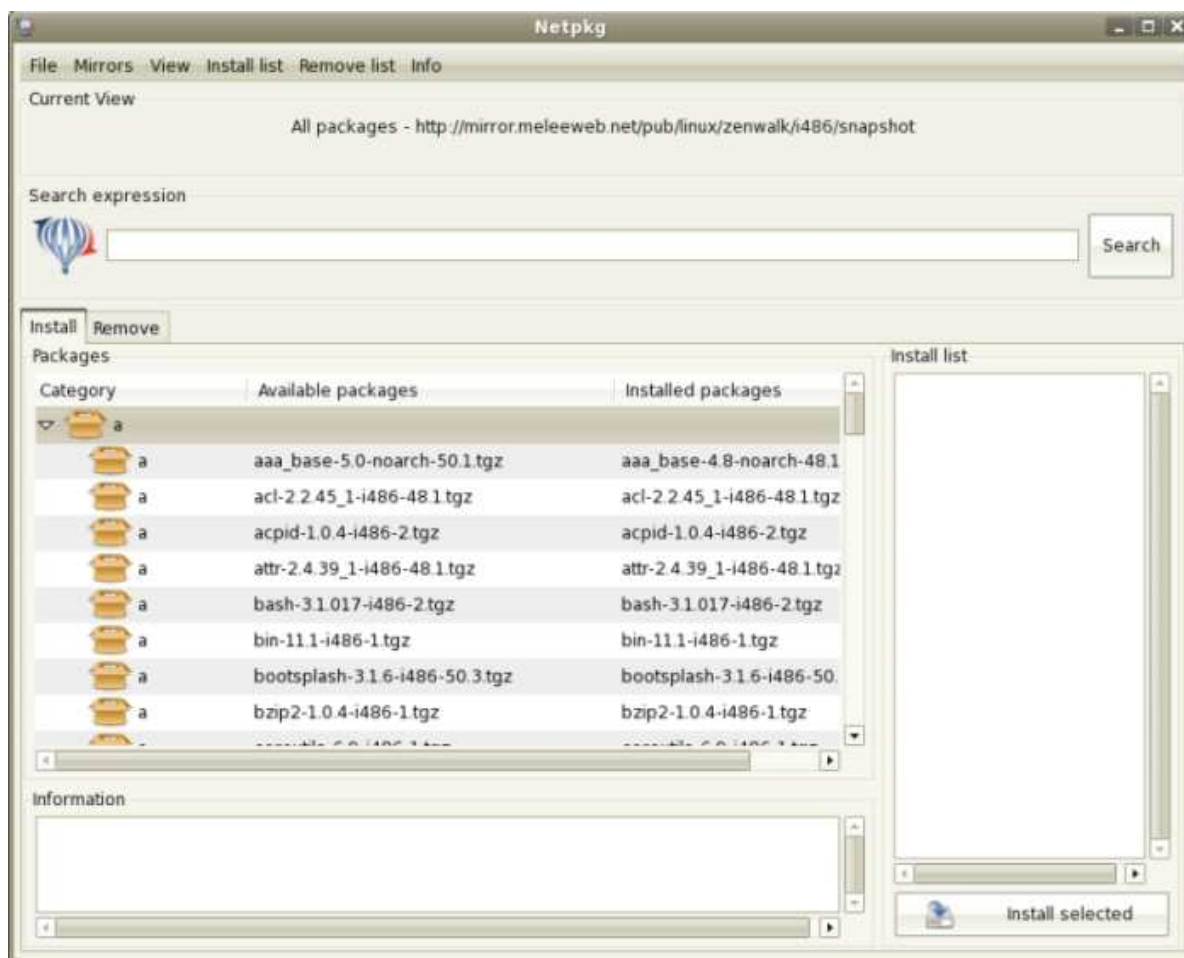 Netpkg
File Mirrors View Install list Remove list Info
Current View
All packages - http://mirror.meleeweb.net/pub/linux/zenwalk/i486/snapshot
Search expression
Search
Install Remove
Packages
Install list
Category Available packages Installed packages
a
a aaa_base-5.0-noarch-50.1.tgz aaa_base-4.8-noarch-48.1
a acl-2.2.45_1-i486-48.1.tgz acl-2.2.45_1-i486-48.1.tgz
a acpid-1.0.4-i486-2.tgz acpid-1.0.4-i486-2.tgz
a attr-2.4.39_1-i486-48.1.tgz attr-2.4.39_1-i486-48.1.tgz
a bash-3.1.017-i486-2.tgz bash-3.1.017-i486-2.tgz
a bin-11.1-i486-1.tgz bin-11.1-i486-1.tgz
a bootsplash-3.1.6-i486-50.3.tgz bootsplash-3.1.6-i486-50.
a bzip2-1.0.4-i486-1.tgz bzip2-1.0.4-i486-1.tgz
Information
Install selected